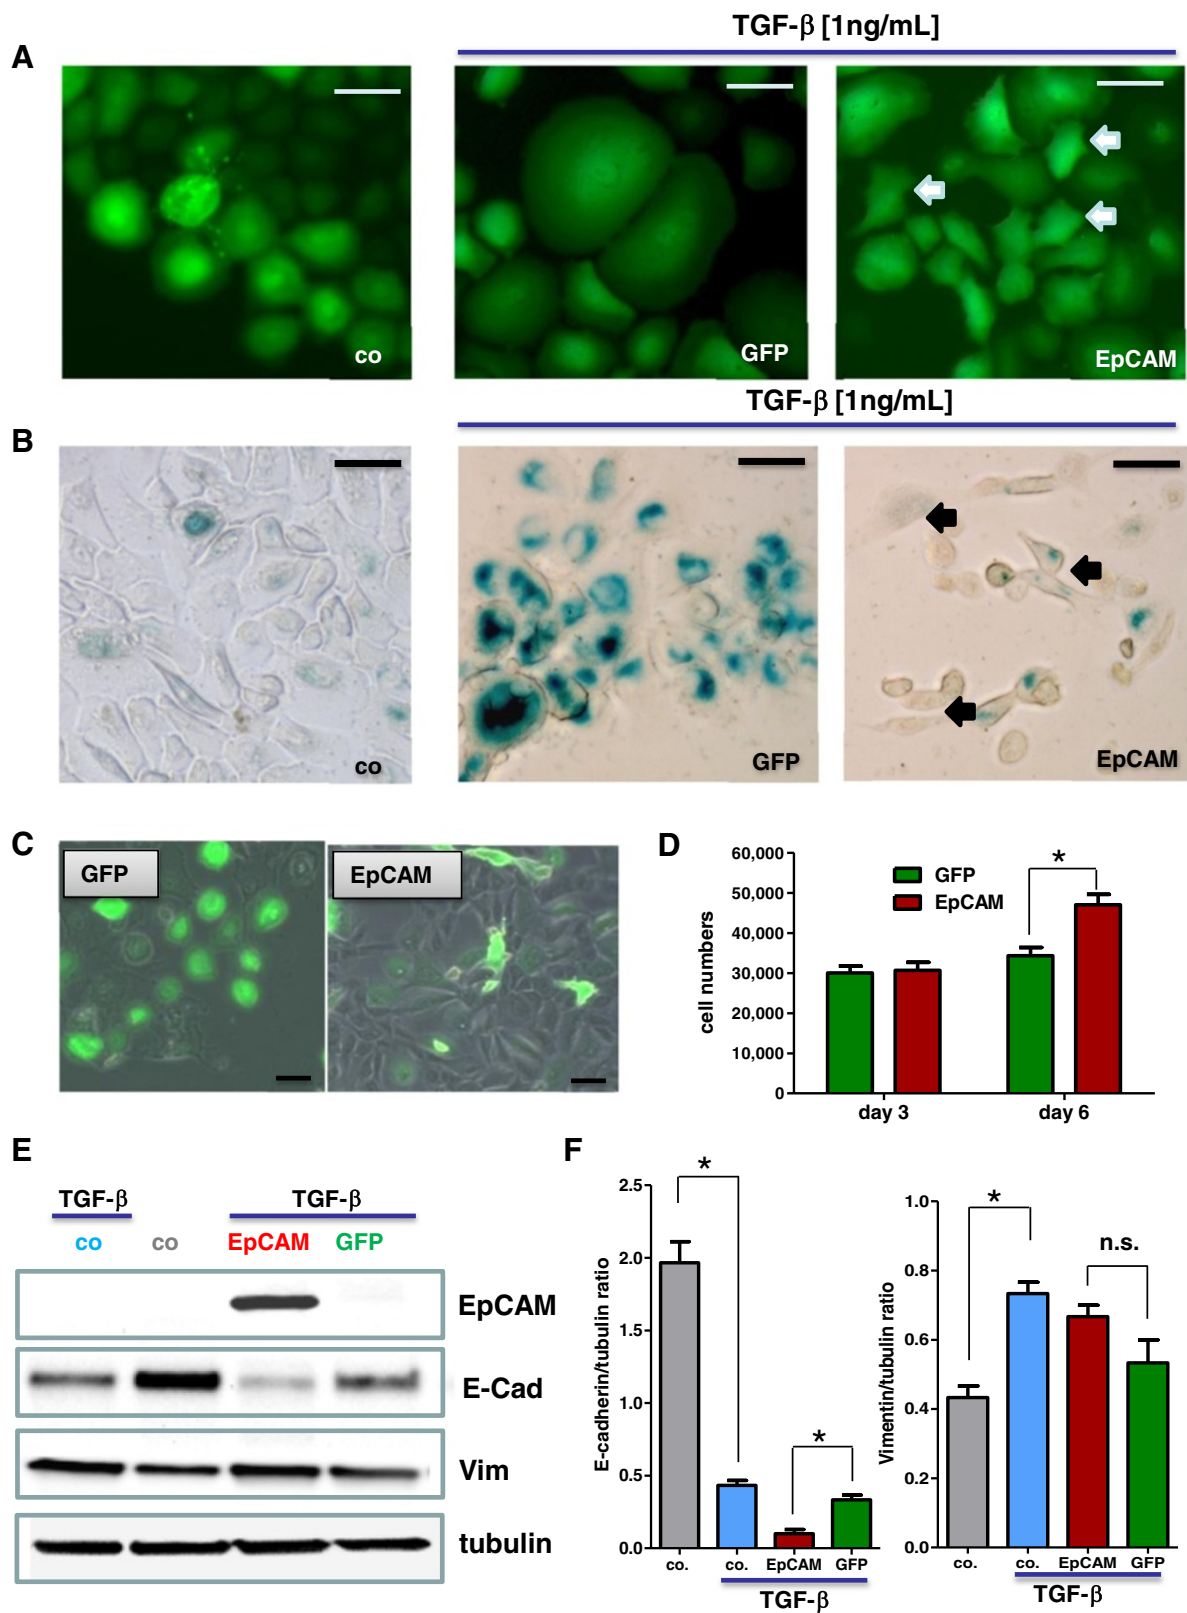 TGF-β [1ng/mL]
A
co
GFP
EpCAM
TGF-β [1ng/mL]
B
co
GFP
EpCAM
C
GFP
EpCAM
D
60,000
50,000
40,000
30,000
20,000
10,000
0
cell numbers
GFP
EpCAM
*
day 3
day 6
E
TGF-β
TGF-β
co
co
EpCAM
GFP
EpCAM
E-Cad
Vim
tubulin
F
2.5
2.0
1.5
1.0
0.5
0.0
E-cadherin/tubulin ratio
*
*
co.
co.
EpCAM
GFP
TGF-β
1.0
0.8
0.6
0.4
0.2
0.0
Vimentin/tubulin ratio
*
n.s.
co.
co.
EpCAM
GFP
TGF-β